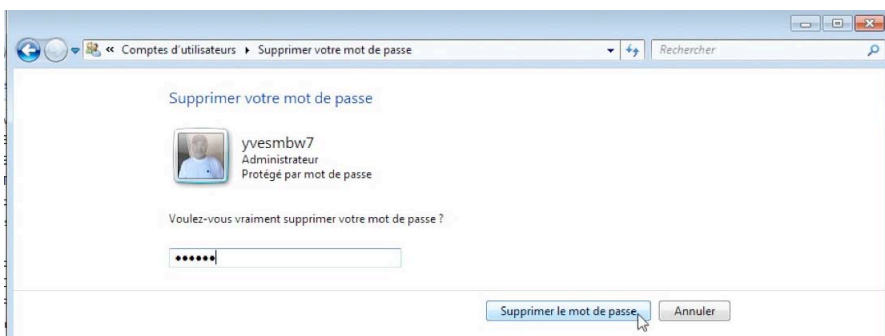 « Comptes d'utilisateurs ▸ Supprimer votre mot de passe
Rechercher
Supprimer votre mot de passe
yvesmbw7
Administrateur
Protégé par mot de passe
Voulez-vous vraiment supprimer votre mot de passe ?
••••••
Supprimer le mot de passe
Annuler